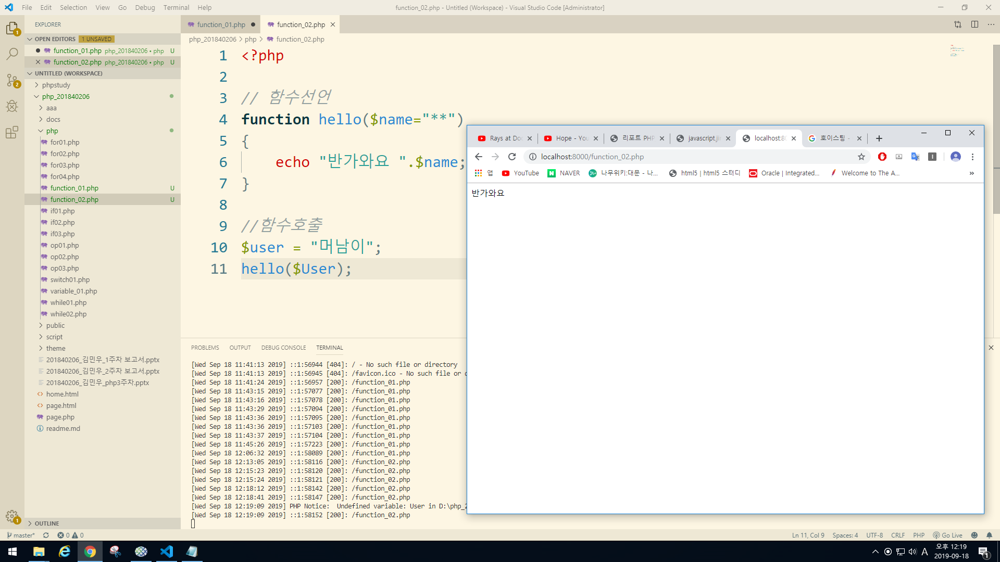 File Edit Selection View Go Debug Terminal Help
function_02.php - Untitled (Workspace) - Visual Studio Code [Administrator]
EXPLORER
OPEN EDITORS 1 UNSAVED
function_01.php php_201840206 • php U
function_02.php php_201840206 • php U
UNTITLED (WORKSPACE)
phpstudy
php_201840206
aaa
docs
php
for01.php
for02.php
for03.php
for04.php
function_01.php U
function_02.php U
if01.php
if02.php
if03.php
op01.php
op02.php
op03.php
switch01.php
variable_01.php
while01.php
while02.php
public
script
theme
201840206_김민우_1주차 보고서.pptx
201840206_김민우_2주차 보고서.pptx
201840206_김민우_php3주차.pptx
home.html
page.html
page.php
readme.md
OUTLINE
1
2
1
function_01.php
function_02.php
php_201840206 > php > function_02.php
1 <?php
2
3 // 함수선언
4 function hello($name="**")
5 {
6 echo "반가와요 ".$name;
7 }
8
9 //함수호출
10 $user = "머남이";
11 hello($User);
PROBLEMS OUTPUT DEBUG CONSOLE TERMINAL
[Wed Sep 18 11:41:13 2019] ::1:56944 [404]: / - No such file or directory
[Wed Sep 18 11:41:13 2019] ::1:56945 [404]: /favicon.ico - No such file or
[Wed Sep 18 11:41:24 2019] ::1:56957 [200]: /function_01.php
[Wed Sep 18 11:43:15 2019] ::1:57077 [200]: /function_01.php
[Wed Sep 18 11:43:16 2019] ::1:57078 [200]: /function_01.php
[Wed Sep 18 11:43:29 2019] ::1:57094 [200]: /function_01.php
[Wed Sep 18 11:43:36 2019] ::1:57095 [200]: /function_01.php
[Wed Sep 18 11:43:36 2019] ::1:57103 [200]: /function_01.php
[Wed Sep 18 11:43:37 2019] ::1:57104 [200]: /function_01.php
[Wed Sep 18 11:45:26 2019] ::1:57223 [200]: /function_01.php
[Wed Sep 18 12:06:32 2019] ::1:58089 [200]: /function_01.php
[Wed Sep 18 12:13:05 2019] ::1:58116 [200]: /function_02.php
[Wed Sep 18 12:15:23 2019] ::1:58120 [200]: /function_02.php
[Wed Sep 18 12:15:24 2019] ::1:58121 [200]: /function_02.php
[Wed Sep 18 12:18:12 2019] ::1:58142 [200]: /function_02.php
[Wed Sep 18 12:18:41 2019] ::1:58147 [200]: /function_02.php
[Wed Sep 18 12:19:09 2019] PHP Notice:  Undefined variable: User in D:\php_2
[Wed Sep 18 12:19:09 2019] ::1:58152 [200]: /function_02.php
Rays at Do
Hope - You
리포트 PHP
javascript.ji
localhost:8
호이스팅 -
localhost:8000/function_02.php
앱 YouTube NAVER 나무위키:대문 - 나... html5 | html5 스터디 Oracle | Integrated... Welcome to The A... »
반가와요
master* 0 0
Ln 11, Col 9 Spaces: 4 UTF-8 CRLF PHP Go Live
A
오후 12:19
2019-09-18
1